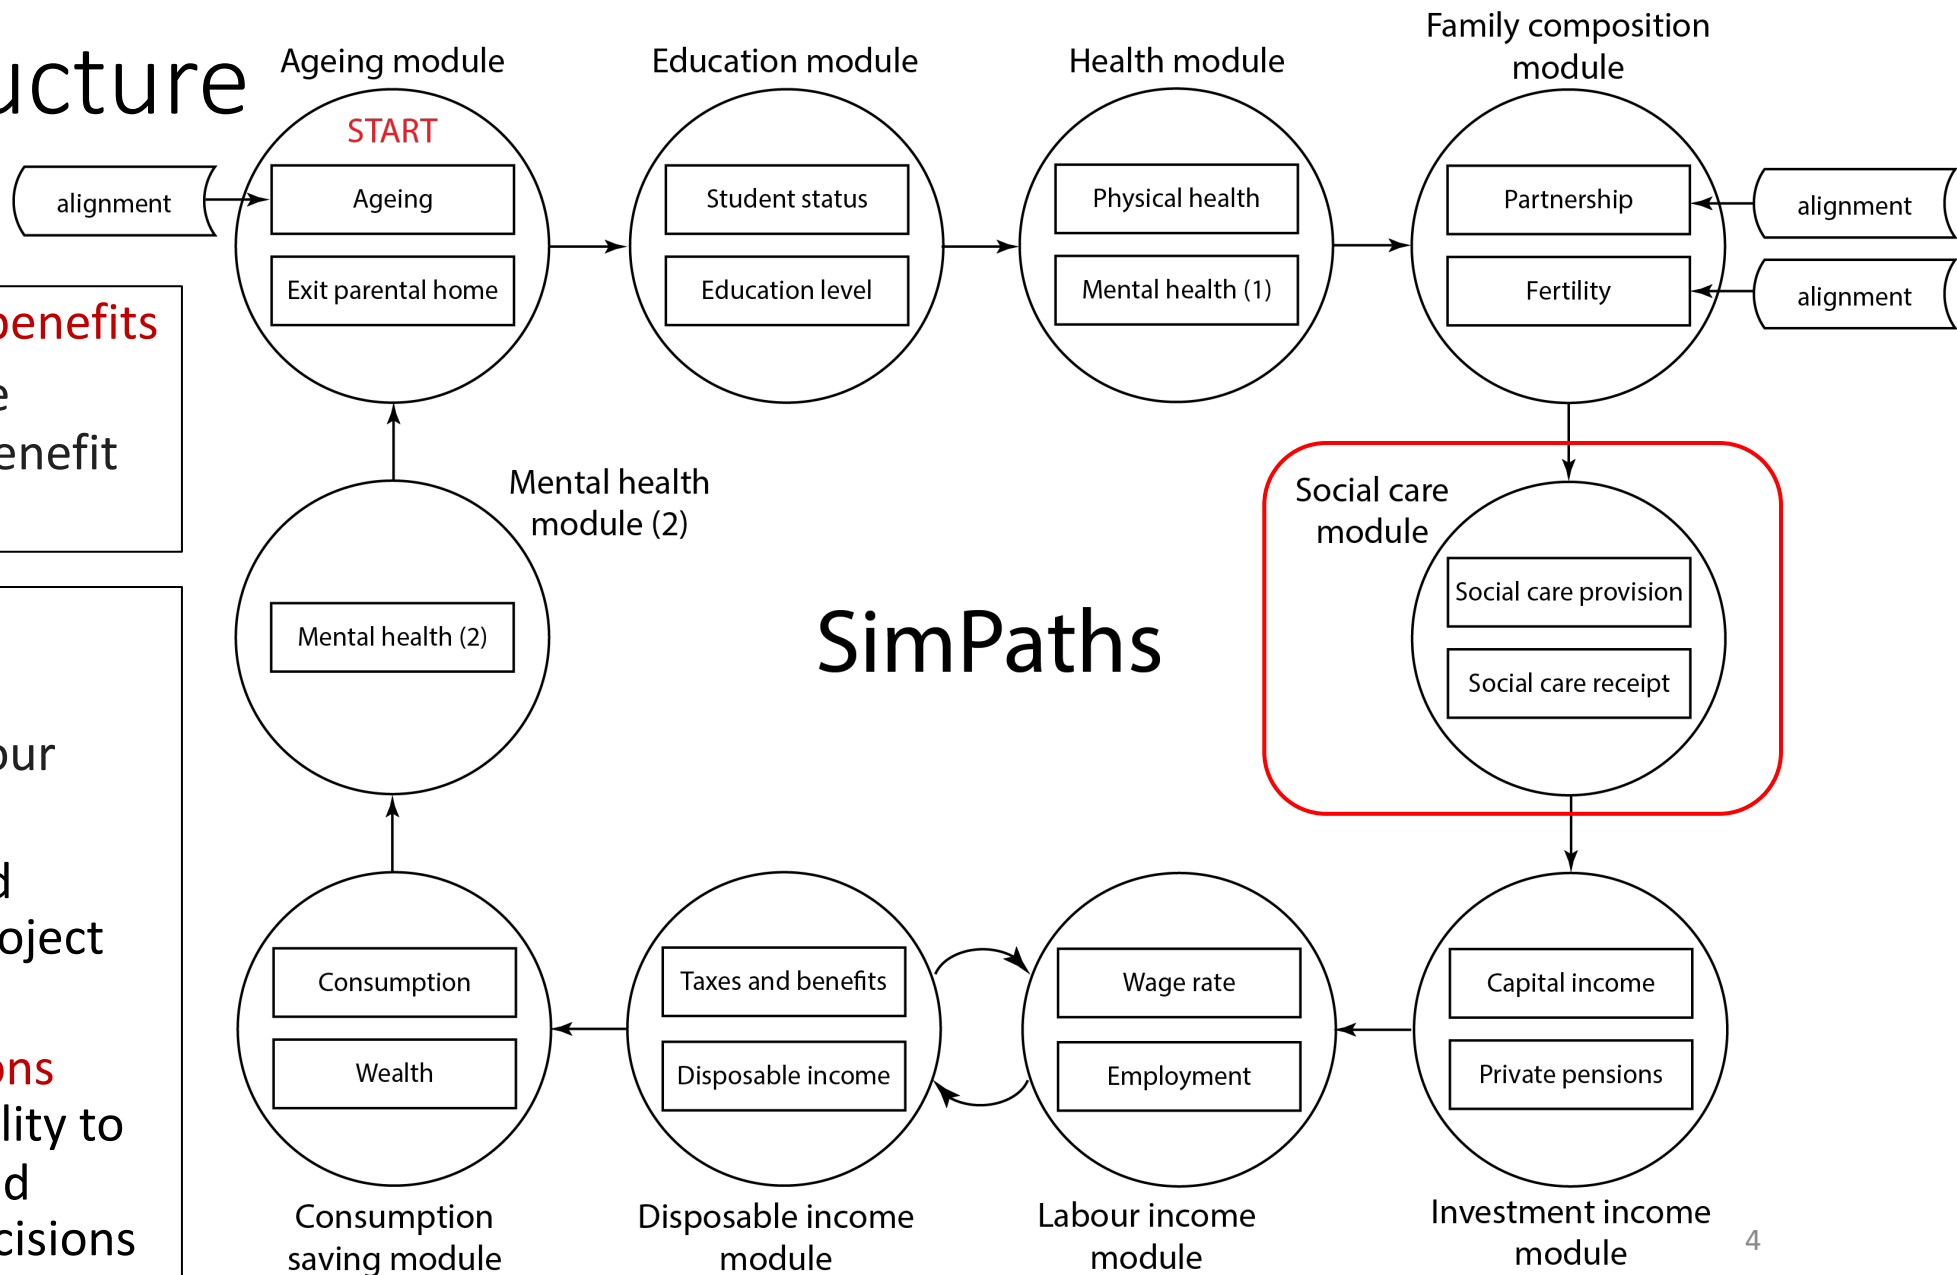 ucture
benefits
e
enefit
our
d
oject
ons
lity to
d
cisions
Ageing module
START
alignment
Ageing
Exit parental home
Education module
Student status
Education level
Health module
Physical health
Mental health (1)
Family composition
module
Partnership
Fertility
alignment
alignment
Social care
module
Social care provision
Social care receipt
Mental health
module (2)
Mental health (2)
SimPaths
Consumption
Wealth
Consumption
saving module
Taxes and benefits
Disposable income
Disposable income
module
Wage rate
Employment
Labour income
module
Capital income
Private pensions
Investment income
module
4